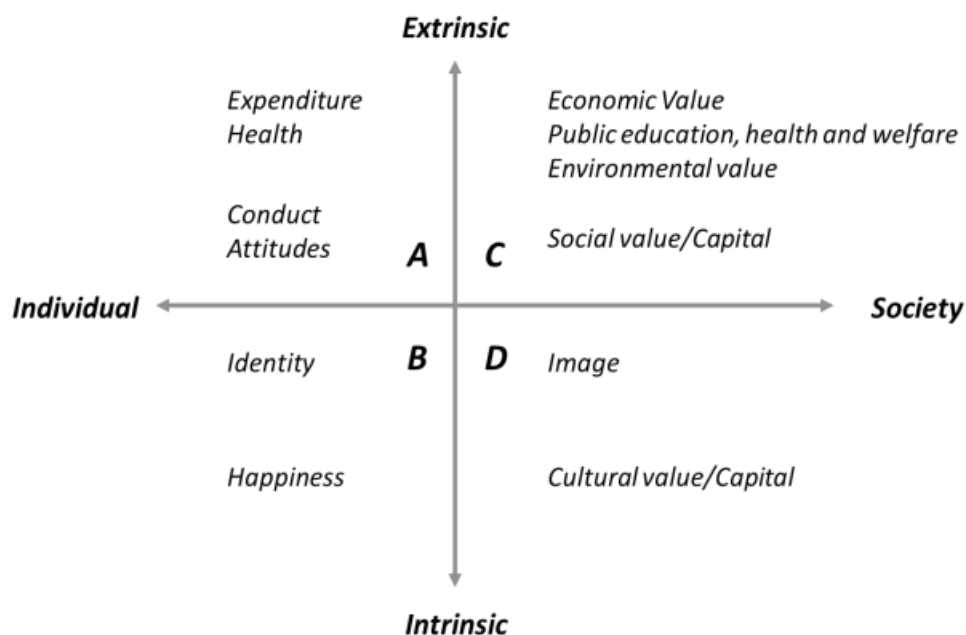 Extrinsic
Expenditure
Health
Economic Value
Public education, health and welfare
Environmental value
Conduct
Attitudes
Social value/Capital
A
C
Individual
Society
B
D
Identity
Image
Happiness
Cultural value/Capital
Intrinsic